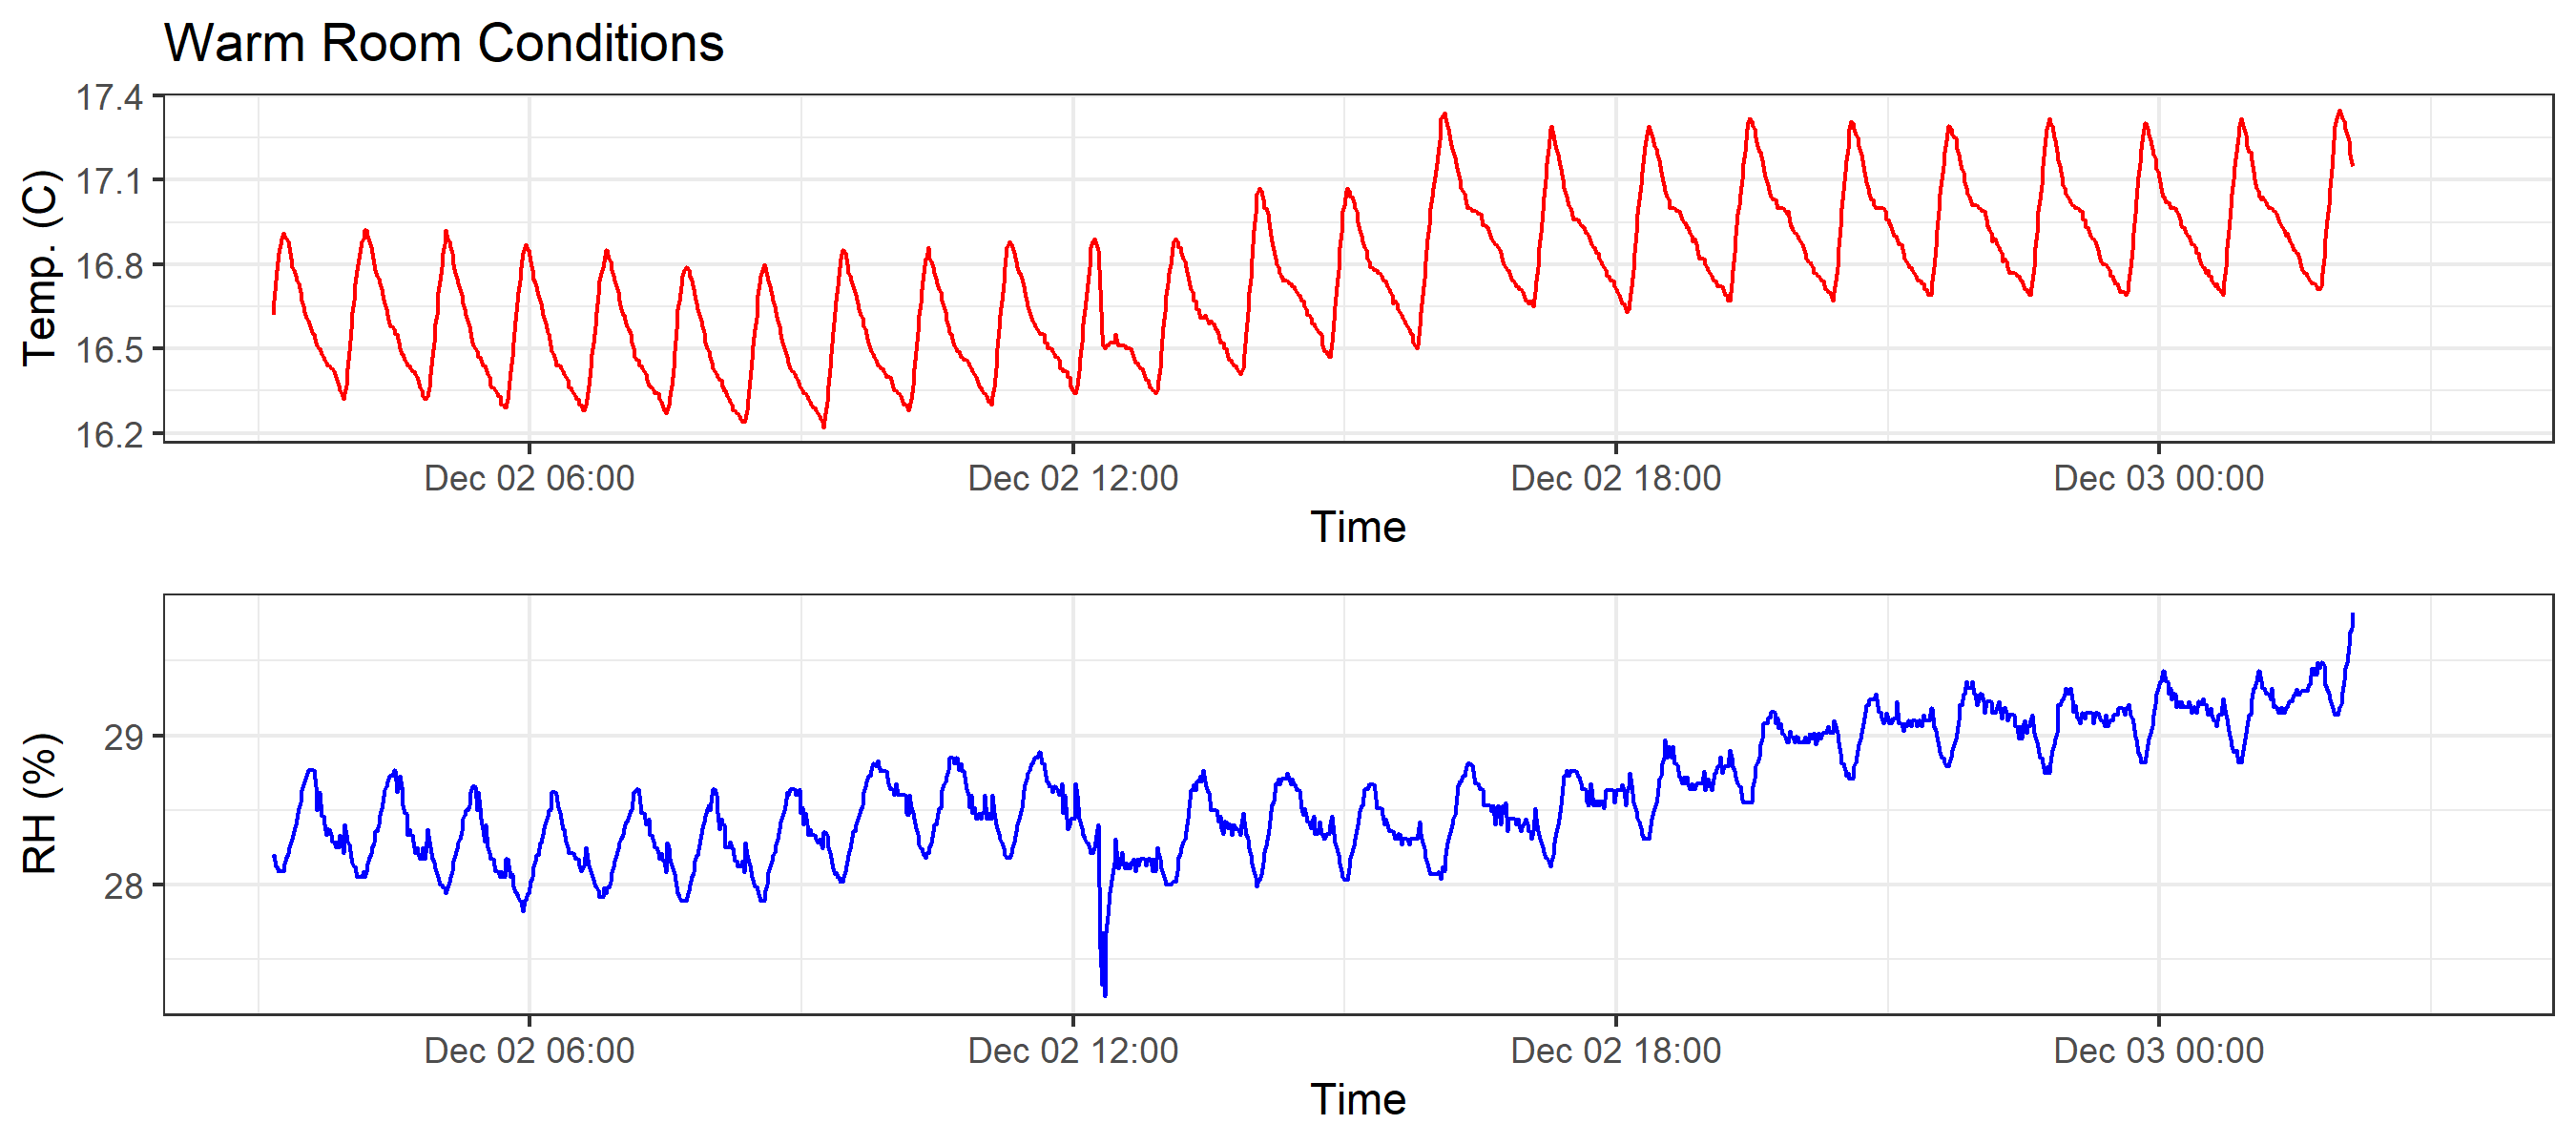 Warm Room Conditions
17.4
17.1
16.8
16.5
16.2
Temp. (C)
Dec 02 06:00 Dec 02 12:00 Dec 02 18:00 Dec 03 00:00
Time
29
28
RH (%)
Dec 02 06:00 Dec 02 12:00 Dec 02 18:00 Dec 03 00:00
Time